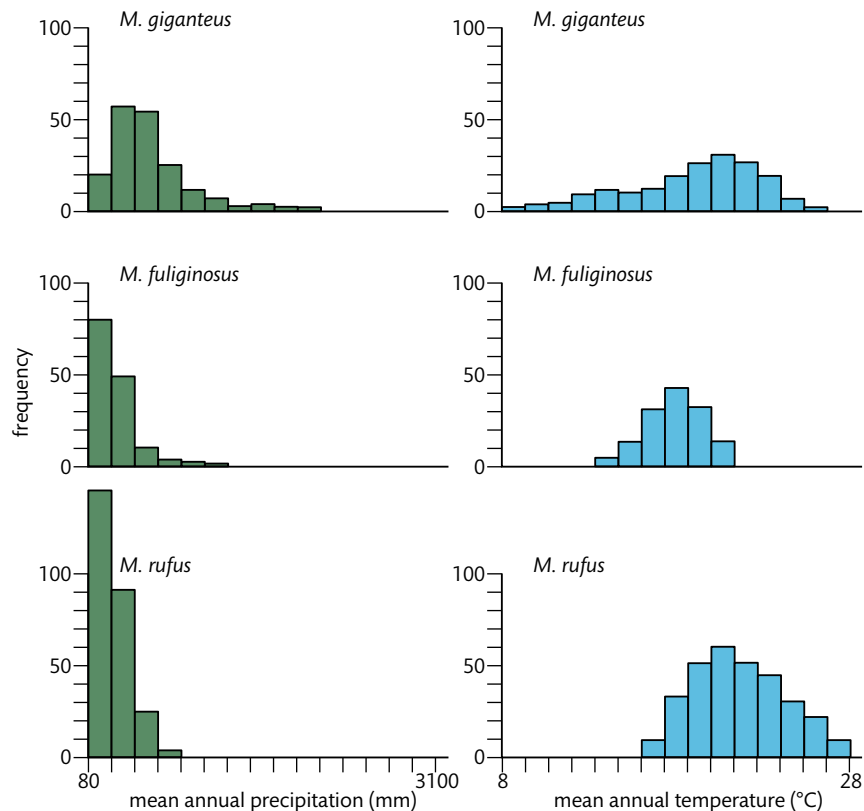 M. giganteus
100
50
0
M. giganteus
100
50
0
M. fuliginosus
100
50
0
M. fuliginosus
100
50
0
frequency
M. rufus
100
50
0
80
3100
mean annual precipitation (mm)
M. rufus
100
50
0
8
28
mean annual temperature (°C)